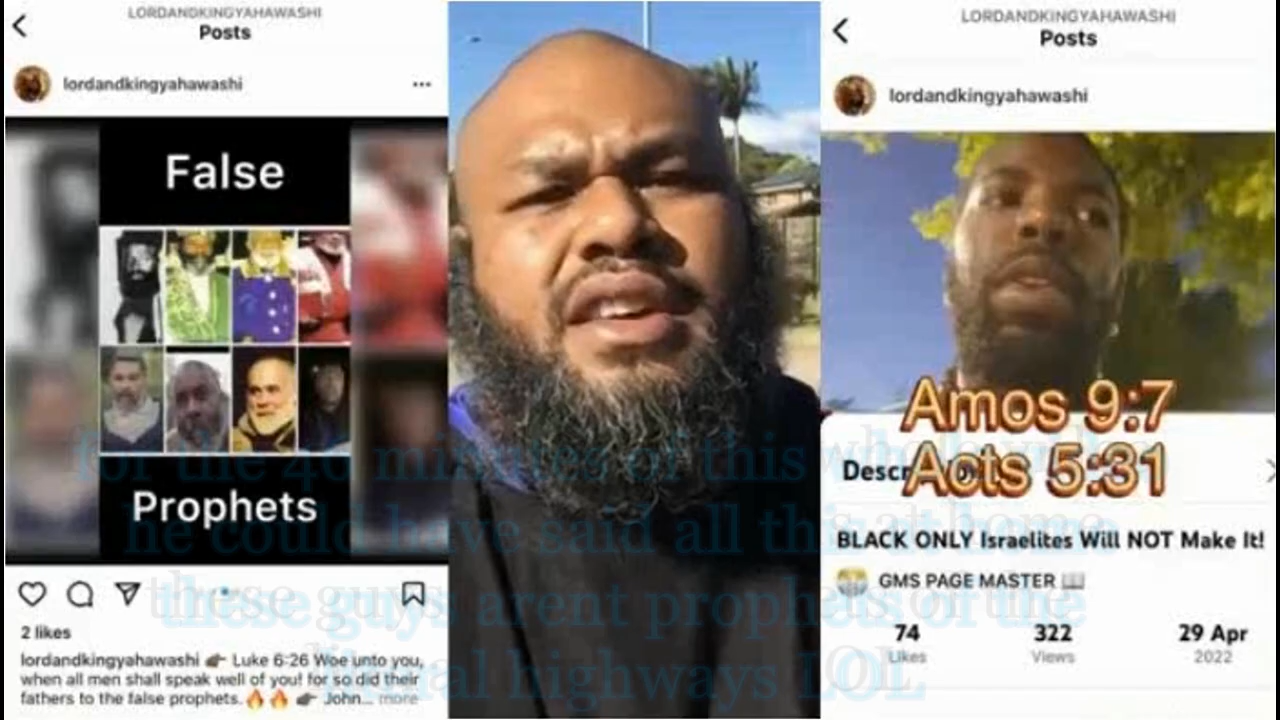 LORDANDKINGYAHAWASHI
Posts
lordandkingyahawashi
False
Prophets
2 likes
lordandkingyahawashi 👉 Luke 6:26 Woe unto you,
when all men shall speak well of you! for so did their
fathers to the false prophets. 🔥🔥 👉 John... more
LORDANDKINGYAHAWASHI
Posts
lordandkingyahawashi
Amos 9:7
Acts 5:31
BLACK ONLY Israelites Will NOT Make It!
GMS PAGE MASTER 📖
74
322
29 Apr
Likes
Views
2022
for the 46 minutes of this
he could have said all this at home
these guys arent prophets of the
highways LOL